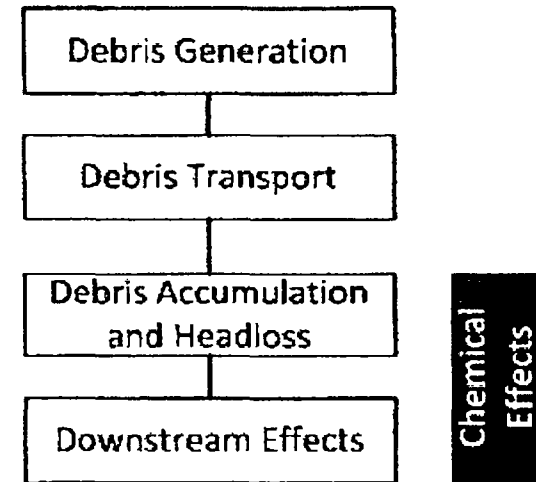 Debris Generation
Debris Transport
Debris Accumulation
and Headloss
Downstream Effects
Chemical
Effects